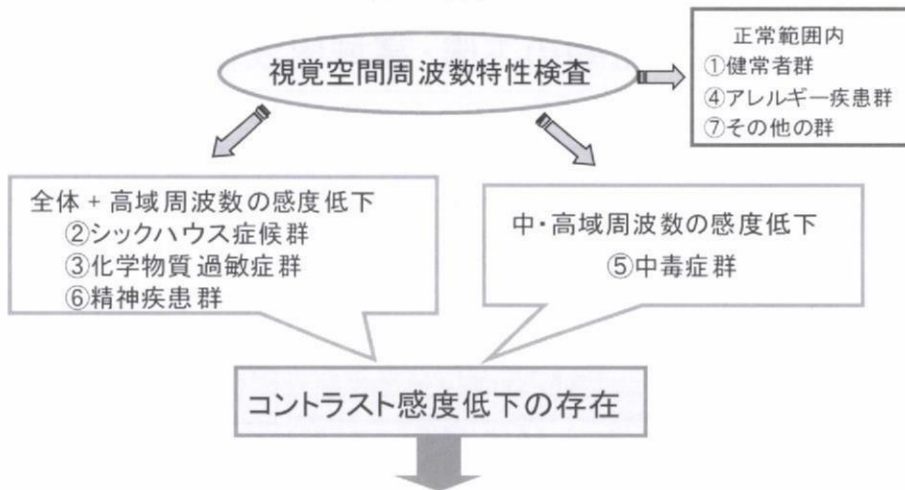 視覚空間周波数特性検査
正常範囲内
①健常者群
④アレルギー疾患群
⑦その他の群
全体 + 高域周波数の感度低下
②シックハウス症候群
③化学物質過敏症群
⑥精神疾患群
中・高域周波数の感度低下
⑤中毒症群
コントラスト感度低下の存在